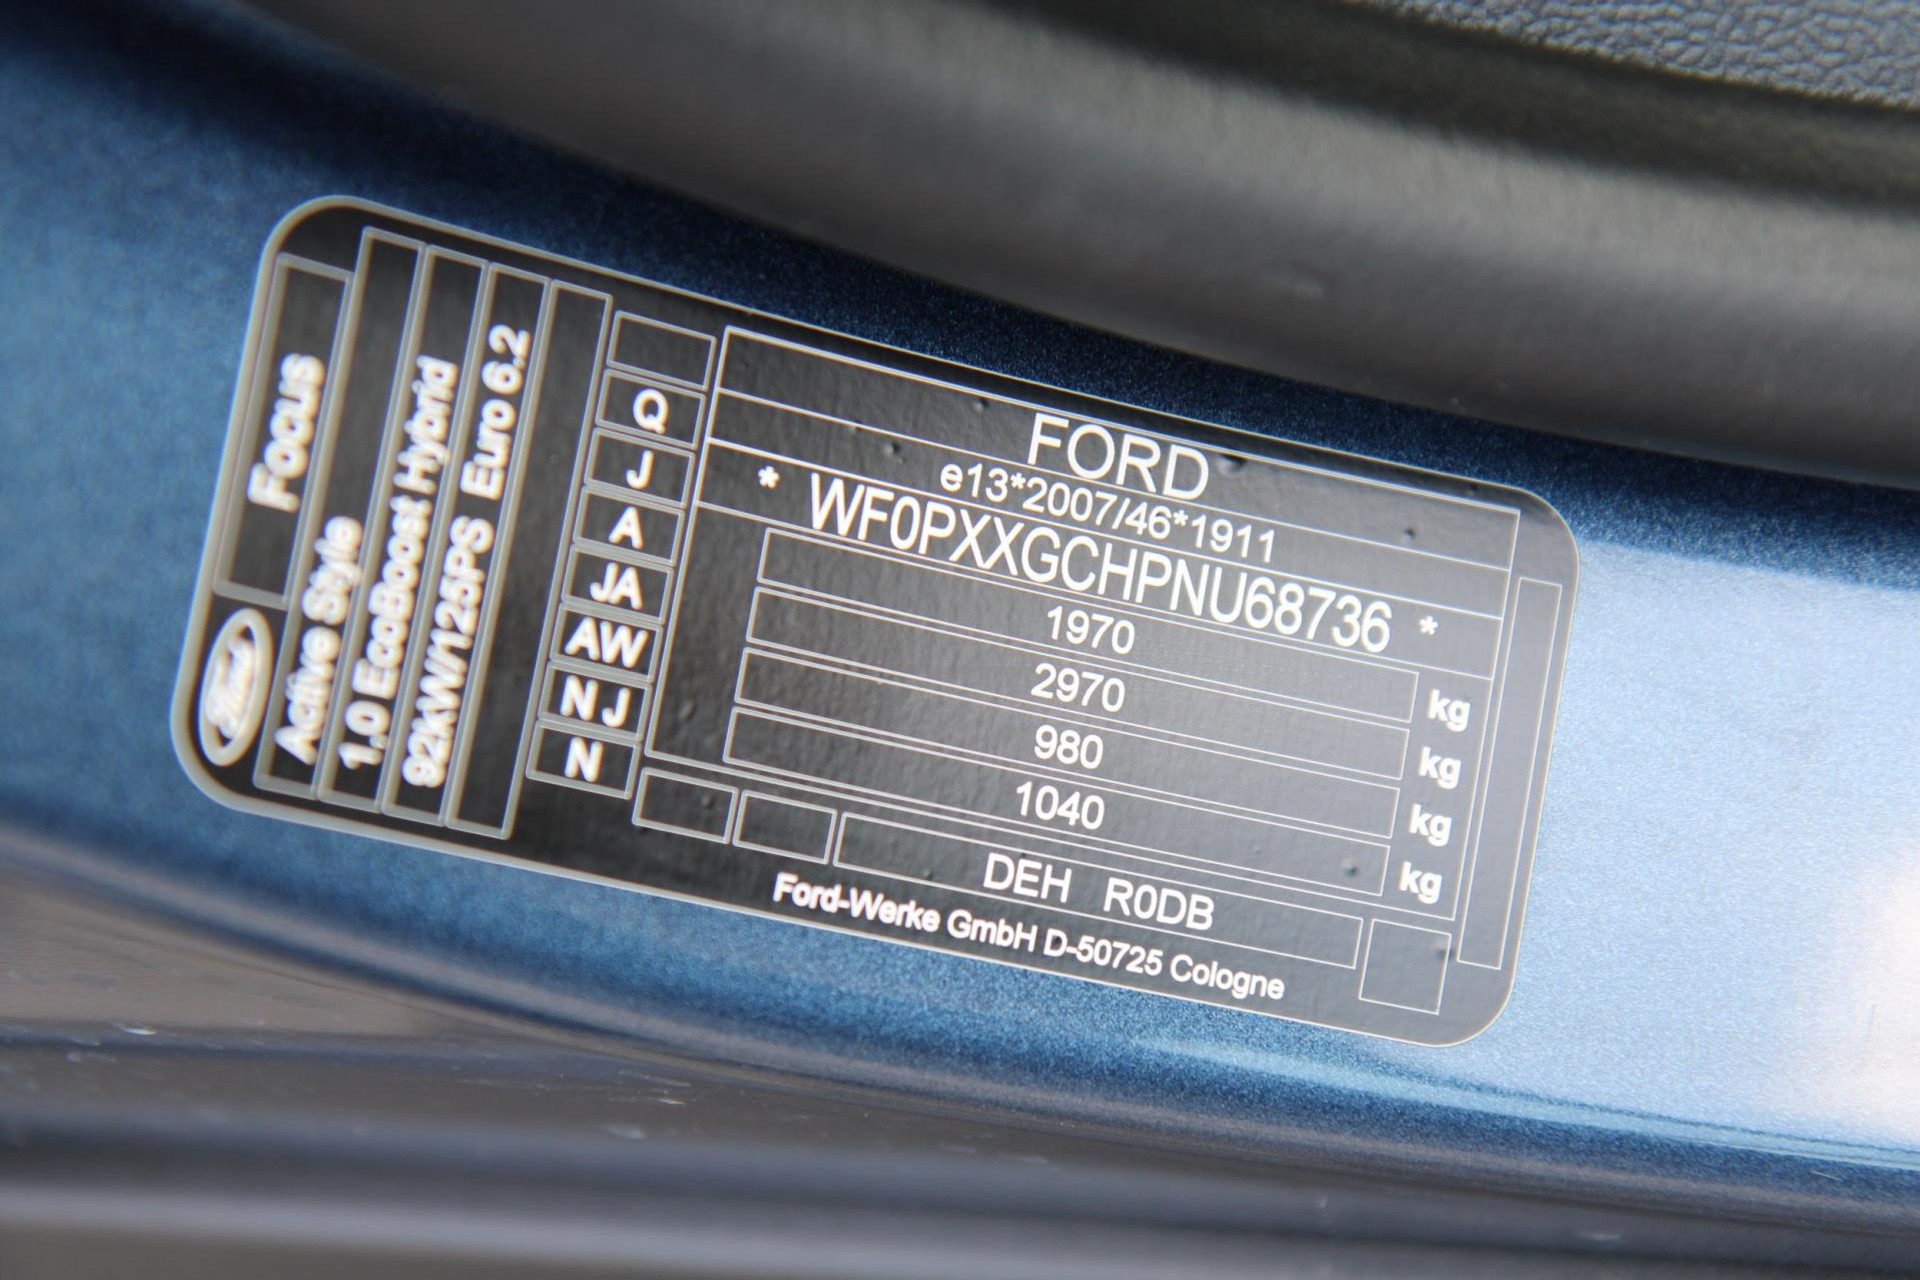 Focus
Active Style
1.0 EcoBoost Hybrid
92kW/125PS Euro 6.2
Ford
Q
J
A
JA
AW
N J
N
FORD
e13*2007/46*1911
* WF0PXXGCHPNU68736 *
1970 kg
2970 kg
980 kg
1040 kg
DEH R0DB
Ford-Werke GmbH D-50725 Cologne